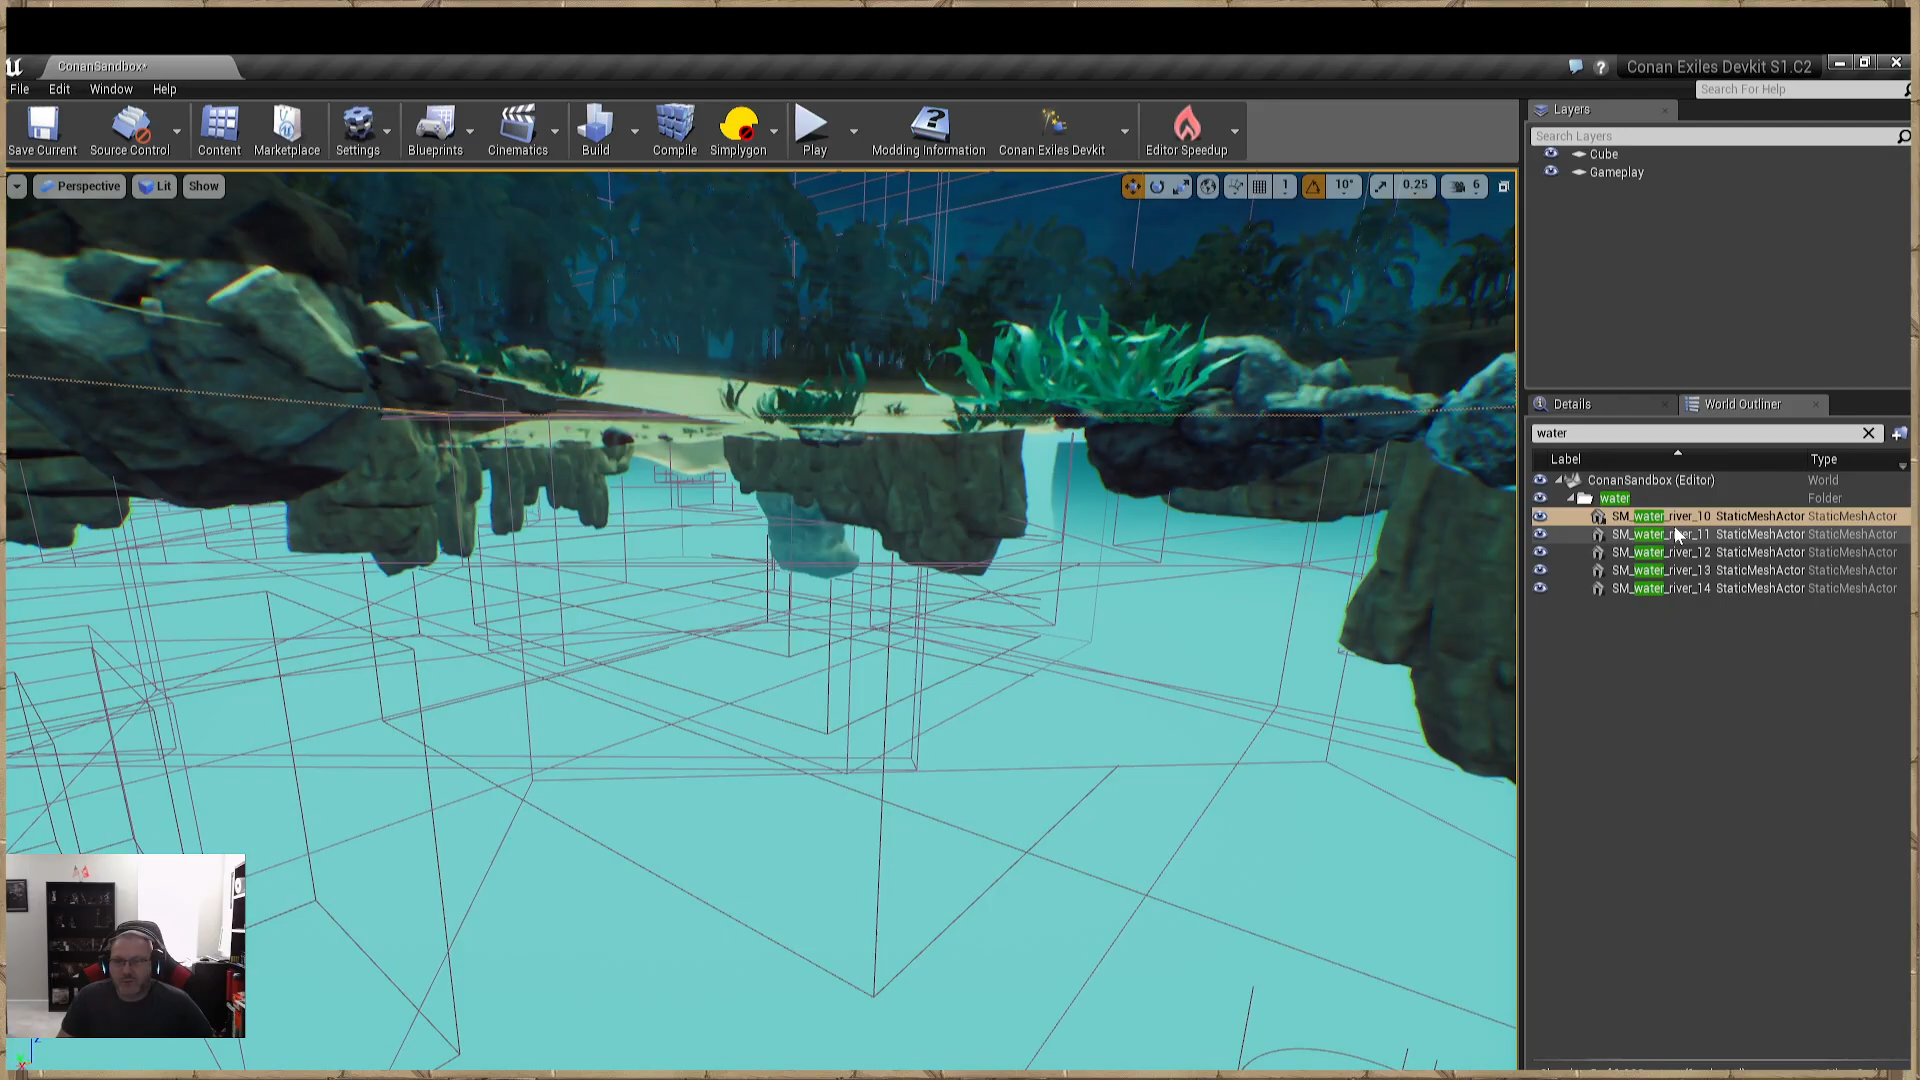 ConanSandbox*
Conan Exiles Devkit S1.C2
File Edit Window Help
Search For Help
Save Current Source Control Content Marketplace Settings Blueprints Cinematics Build Compile Simplygon Play Modding Information Conan Exiles Devkit Editor Speedup
Layers
Search Layers
Cube
Gameplay
Perspective Lit Show
1 10° 0.25 6
Details World Outliner
water
Label Type
ConanSandbox (Editor) World
water Folder
SM_water_river_10 StaticMeshActor StaticMeshActor
SM_water_river_11 StaticMeshActor StaticMeshActor
SM_water_river_12 StaticMeshActor StaticMeshActor
SM_water_river_13 StaticMeshActor StaticMeshActor
SM_water_river_14 StaticMeshActor StaticMeshActor